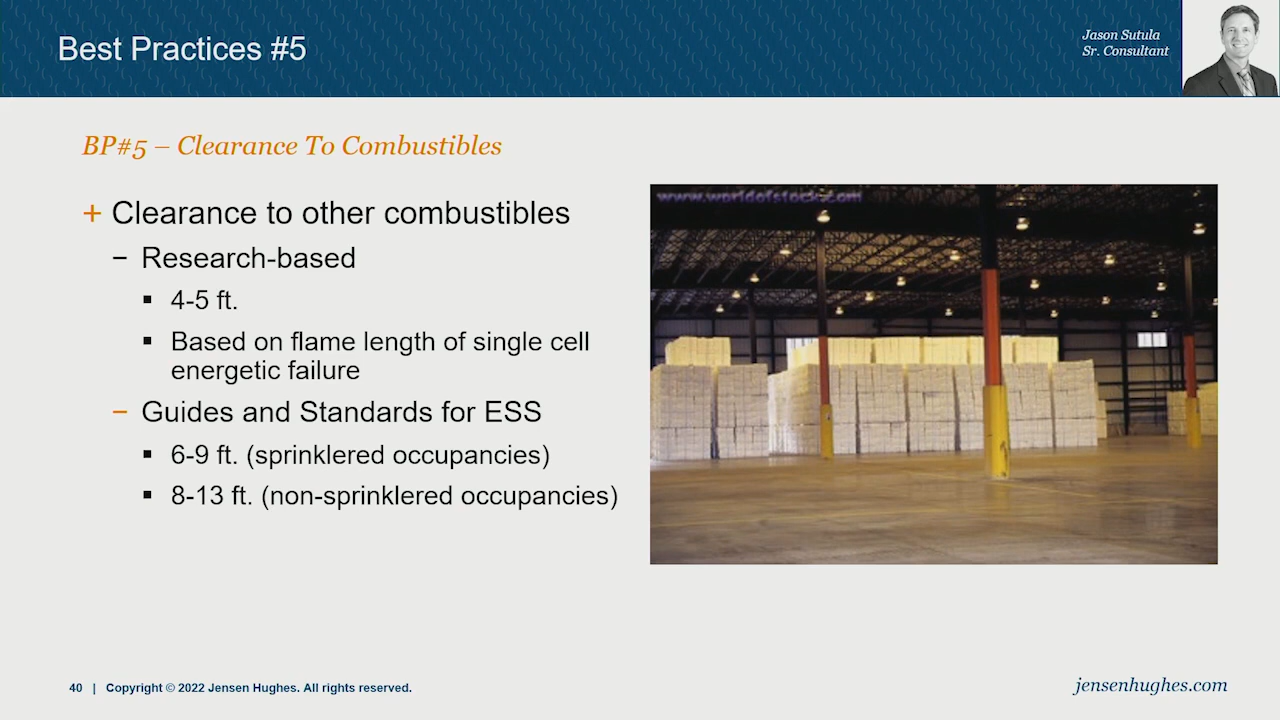 Best Practices #5
Jason Sutula
Sr. Consultant
BP#5 – Clearance To Combustibles
+ Clearance to other combustibles
− Research-based
▪ 4-5 ft.
▪ Based on flame length of single cell
energetic failure
− Guides and Standards for ESS
▪ 6-9 ft. (sprinklered occupancies)
▪ 8-13 ft. (non-sprinklered occupancies)
www.worldofstock.com
40 | Copyright © 2022 Jensen Hughes. All rights reserved.
jensenhughes.com